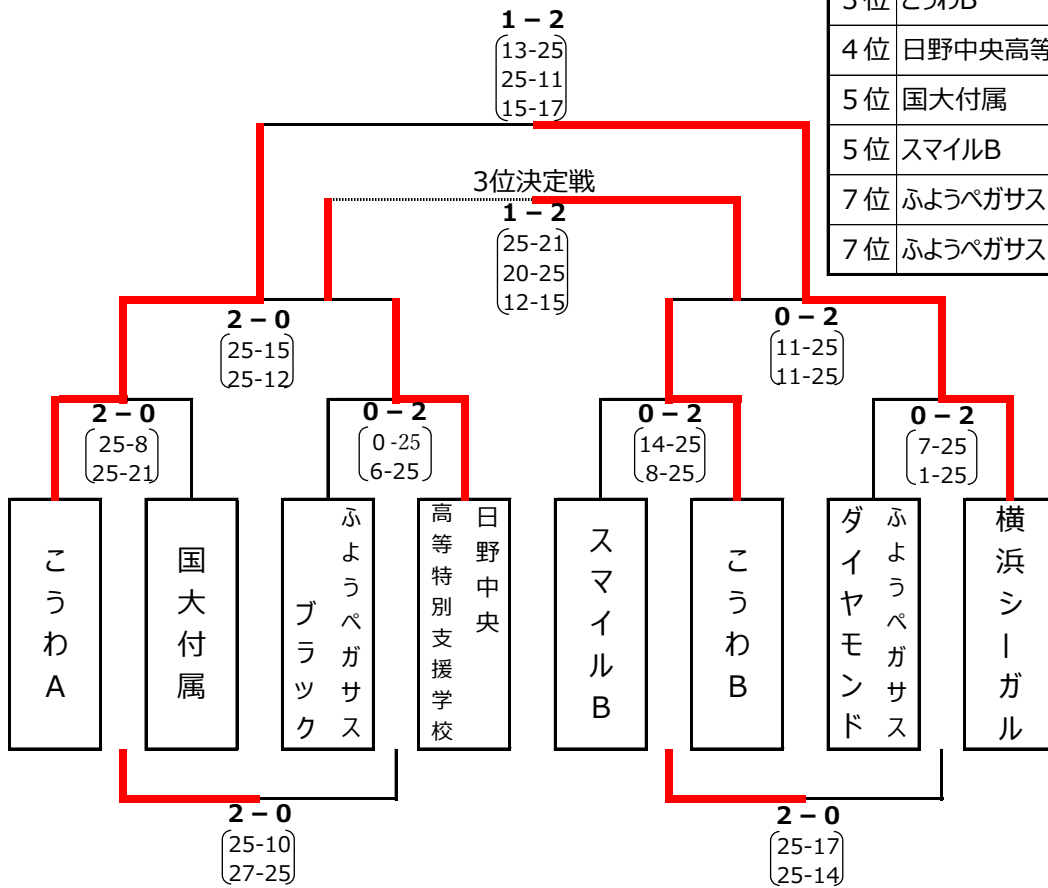 1－2
13-25
25-11
15-17
3位 こうわB
4位 日野中央高等
5位 国大付属
5位 スマイルB
7位 ふようペガサス
7位 ふようペガサス
3位決定戦
1－2
25-21
20-25
12-15
2－0
25-15
25-12
0－2
11-25
11-25
2－0
25-8
25-21
0－2
0-25
6-25
0－2
14-25
8-25
0－2
7-25
1-25
こうわA
国大付属
ふようペガサス
ブラック
日野中央
高等特別支援学校
スマイルB
こうわB
ふようペガサス
ダイヤモンド
横浜シーガル
2－0
25-10
27-25
2－0
25-17
25-14